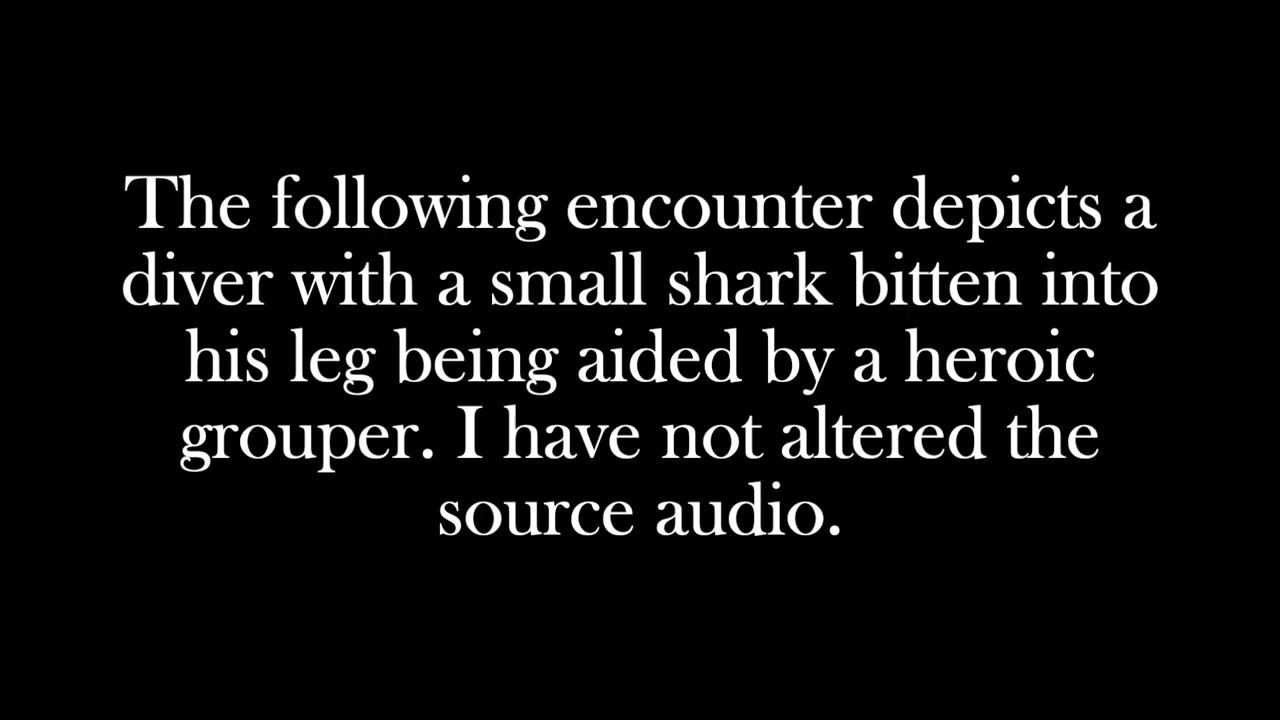 The following encounter depicts a
diver with a small shark bitten into
his leg being aided by a heroic
grouper. I have not altered the
source audio.